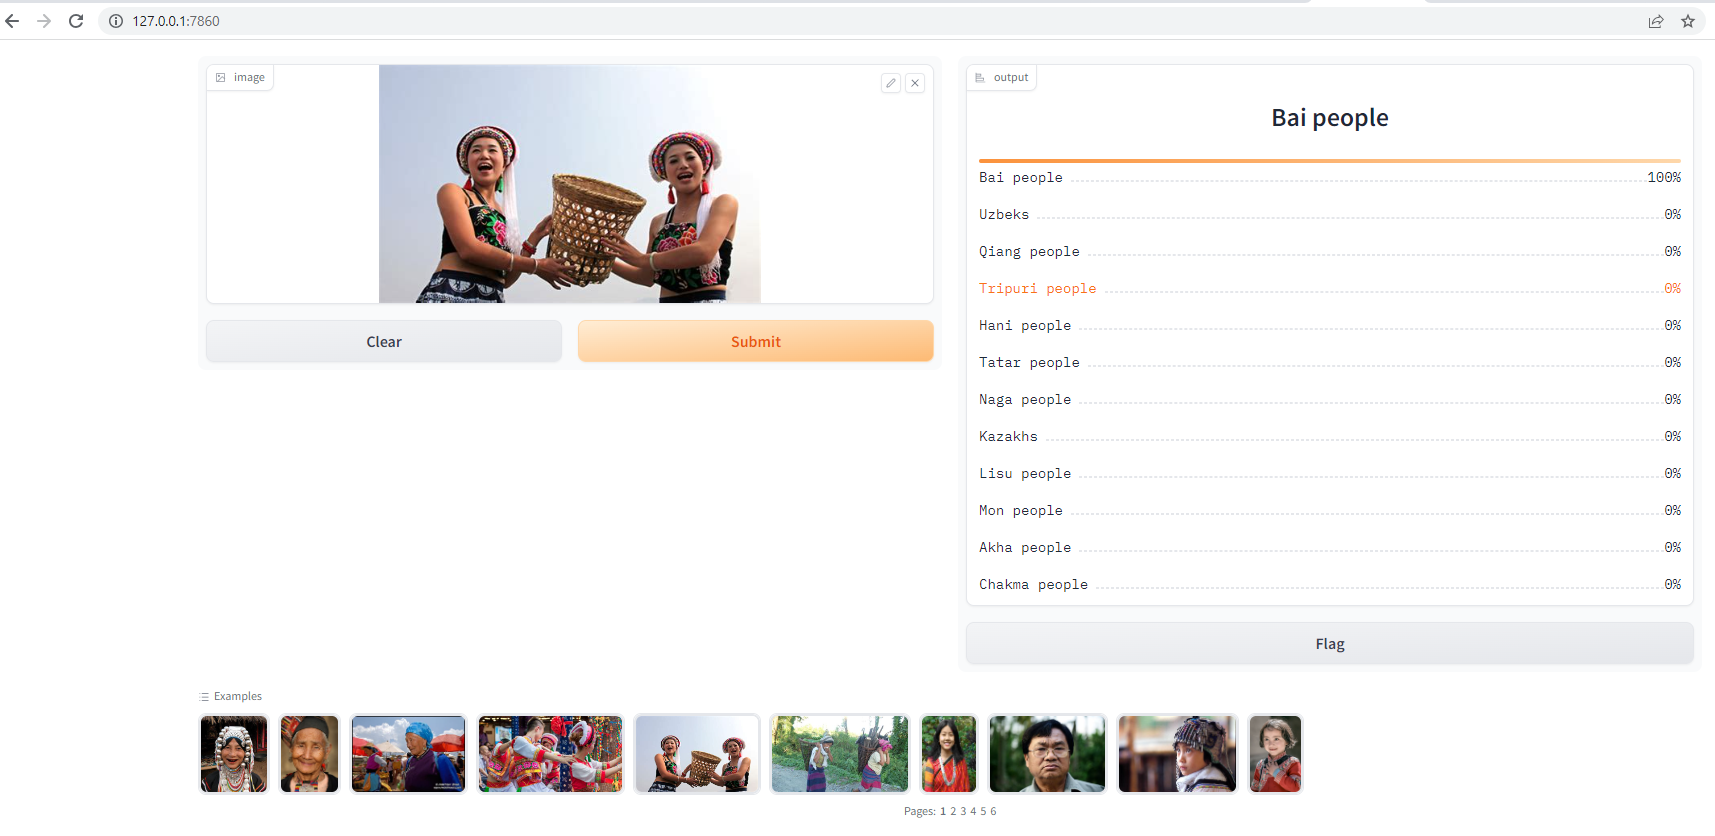 127.0.0.1:7860
image
Clear
Submit
output
Bai people
Bai people 100%
Uzbeks 0%
Qiang people 0%
Tripuri people 0%
Hani people 0%
Tatar people 0%
Naga people 0%
Kazakhs 0%
Lisu people 0%
Mon people 0%
Akha people 0%
Chakma people 0%
Flag
Examples
Pages: 1 2 3 4 5 6